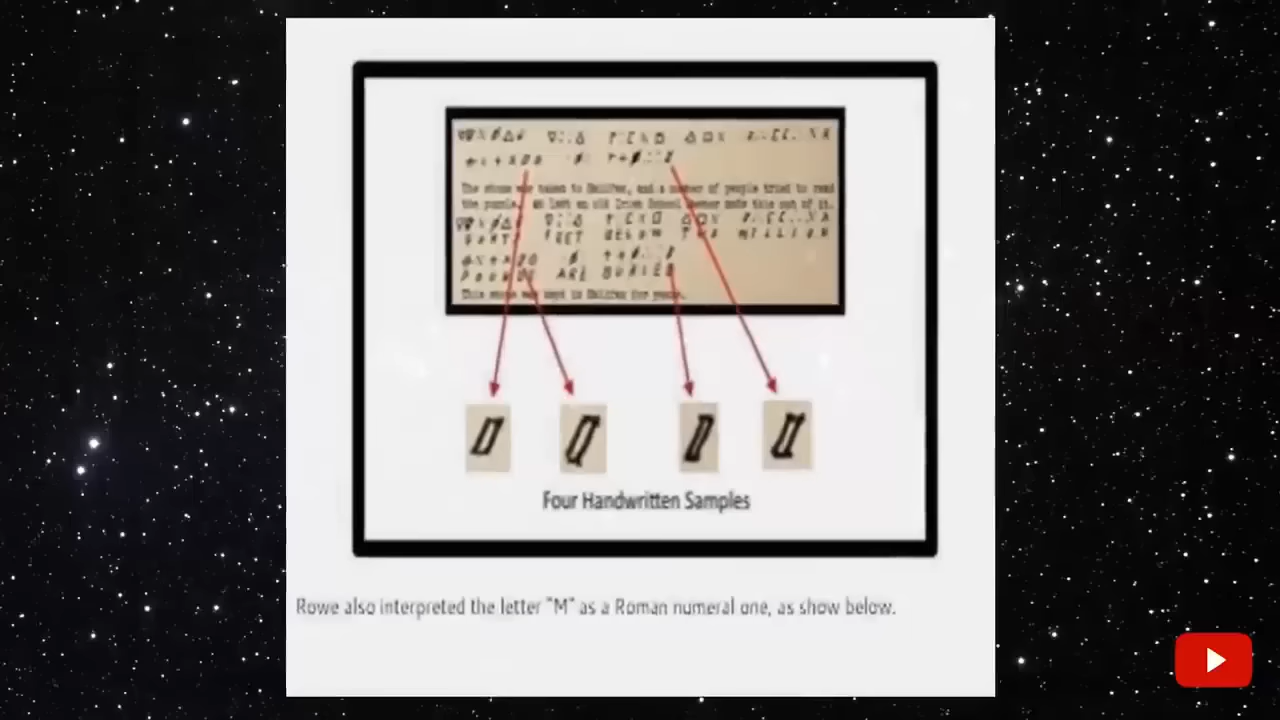 The stone was taken to Halifax, and a number of people tried to read
the puzzle. At last an old Irish School made this out of it.
FORTY FEET BELOW TWO MILLION
POUNDS ARE BURIED
This stone was kept in Halifax for years.
Four Handwritten Samples
Rowe also interpreted the letter "M" as a Roman numeral one, as show below.